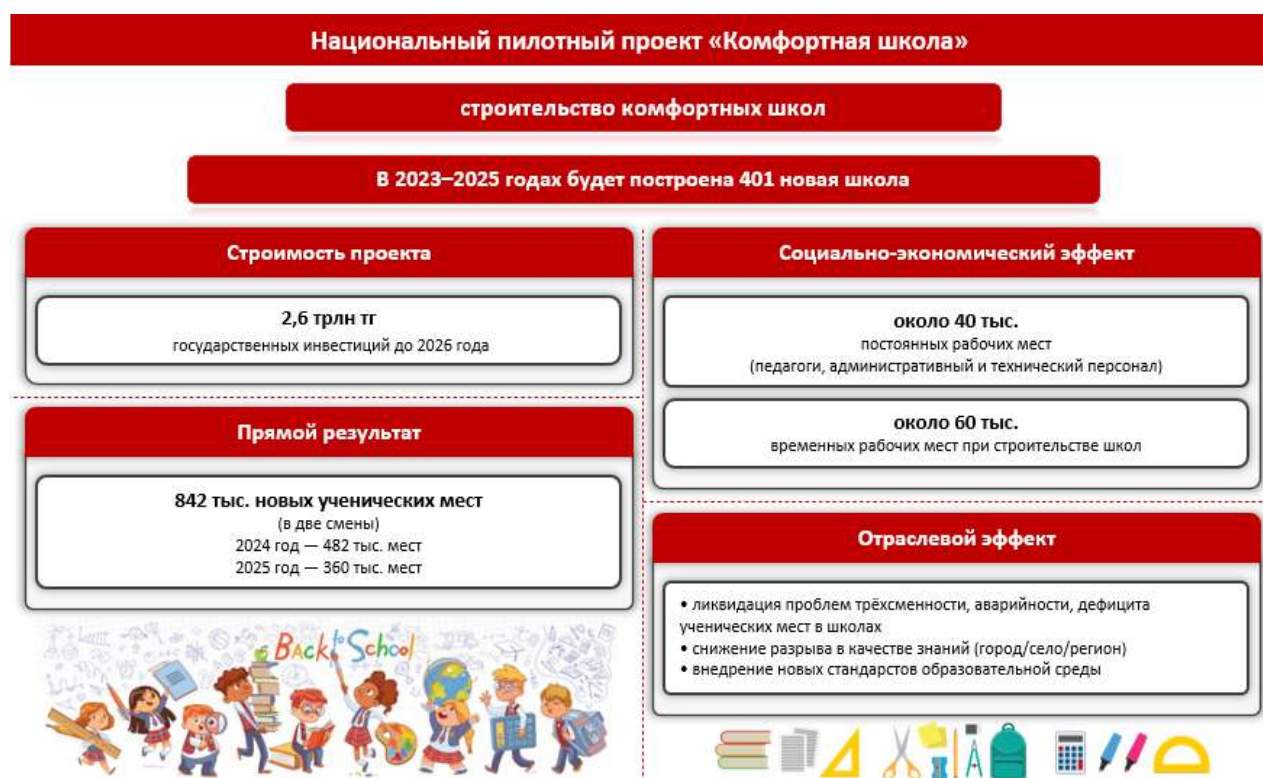 Национальный пилотный проект «Комфортная школа»
строительство комфортных школ
В 2023–2025 годах будет построена 401 новая школа
Строимость проекта
2,6 трлн тг
государственных инвестиций до 2026 года
Прямой результат
842 тыс. новых ученических мест
(в две смены)
2024 год — 482 тыс. мест
2025 год — 360 тыс. мест
Back to School
Социально-экономический эффект
около 40 тыс.
постоянных рабочих мест
(педагоги, административный и технический персонал)
около 60 тыс.
временных рабочих мест при строительстве школ
Отраслевой эффект
• ликвидация проблем трёхсменности, аварийности, дефицита
ученических мест в школах
• снижение разрыва в качестве знаний (город/село/регион)
• внедрение новых стандартов образовательной среды